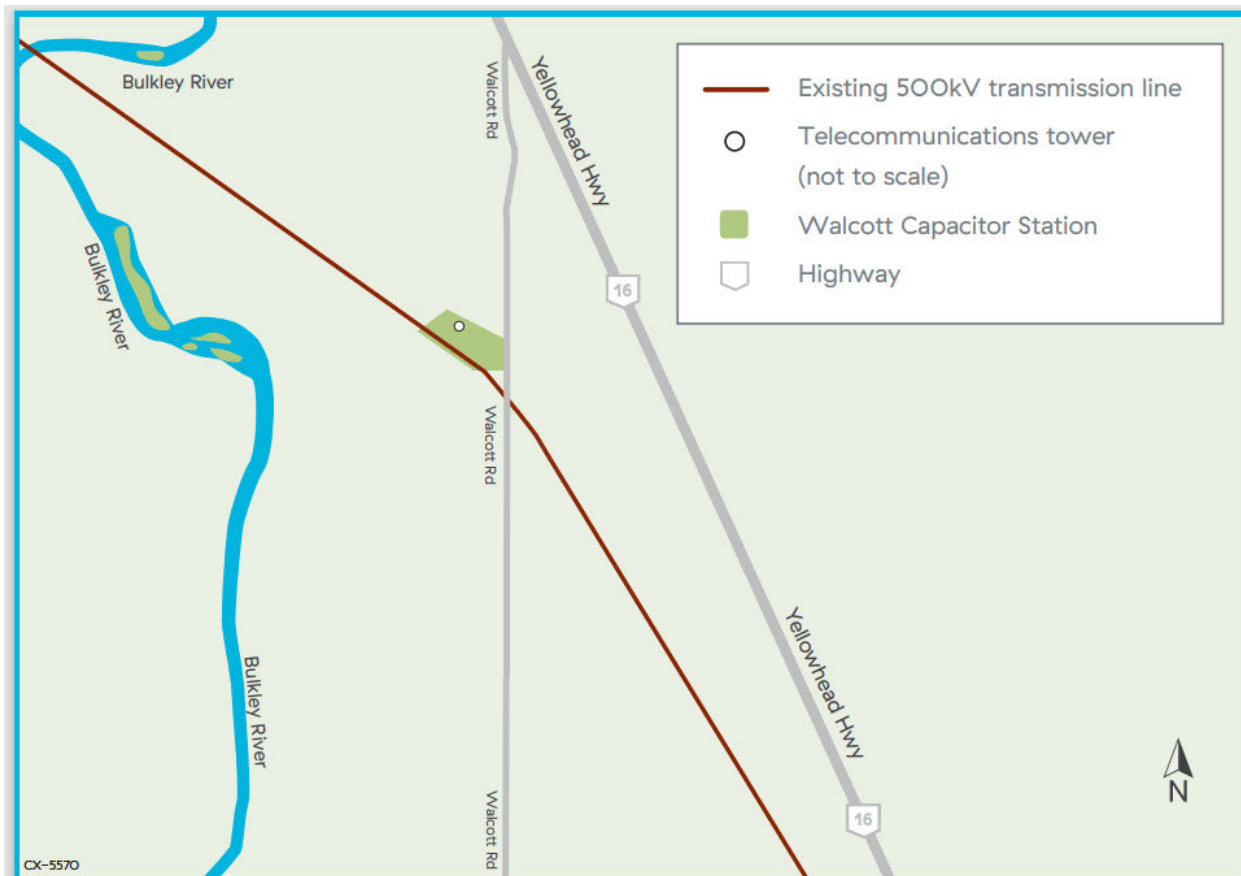 Bulkley River
Walcott Rd
Yellowhead Hwy
Existing 500kV transmission line
Telecommunications tower
(not to scale)
Walcott Capacitor Station
Highway
Bulkley River
16
Walcott Rd
Yellowhead Hwy
Bulkley River
N
Walcott Rd
16
CX-5570